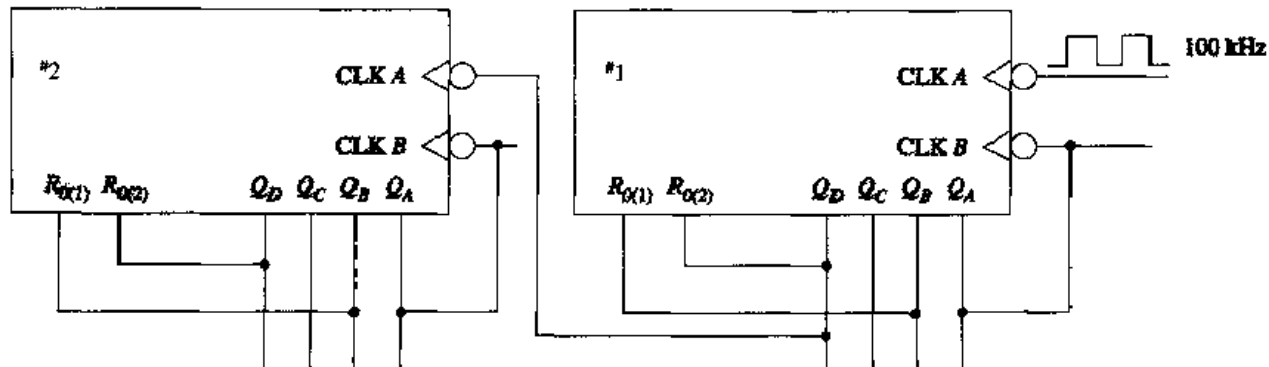 #2
CLK A
CLK B
R0(1) R0(2) QD QC QB QA
#1
CLK A
CLK B
R0(1) R0(2) QD QC QB QA
100 kHz